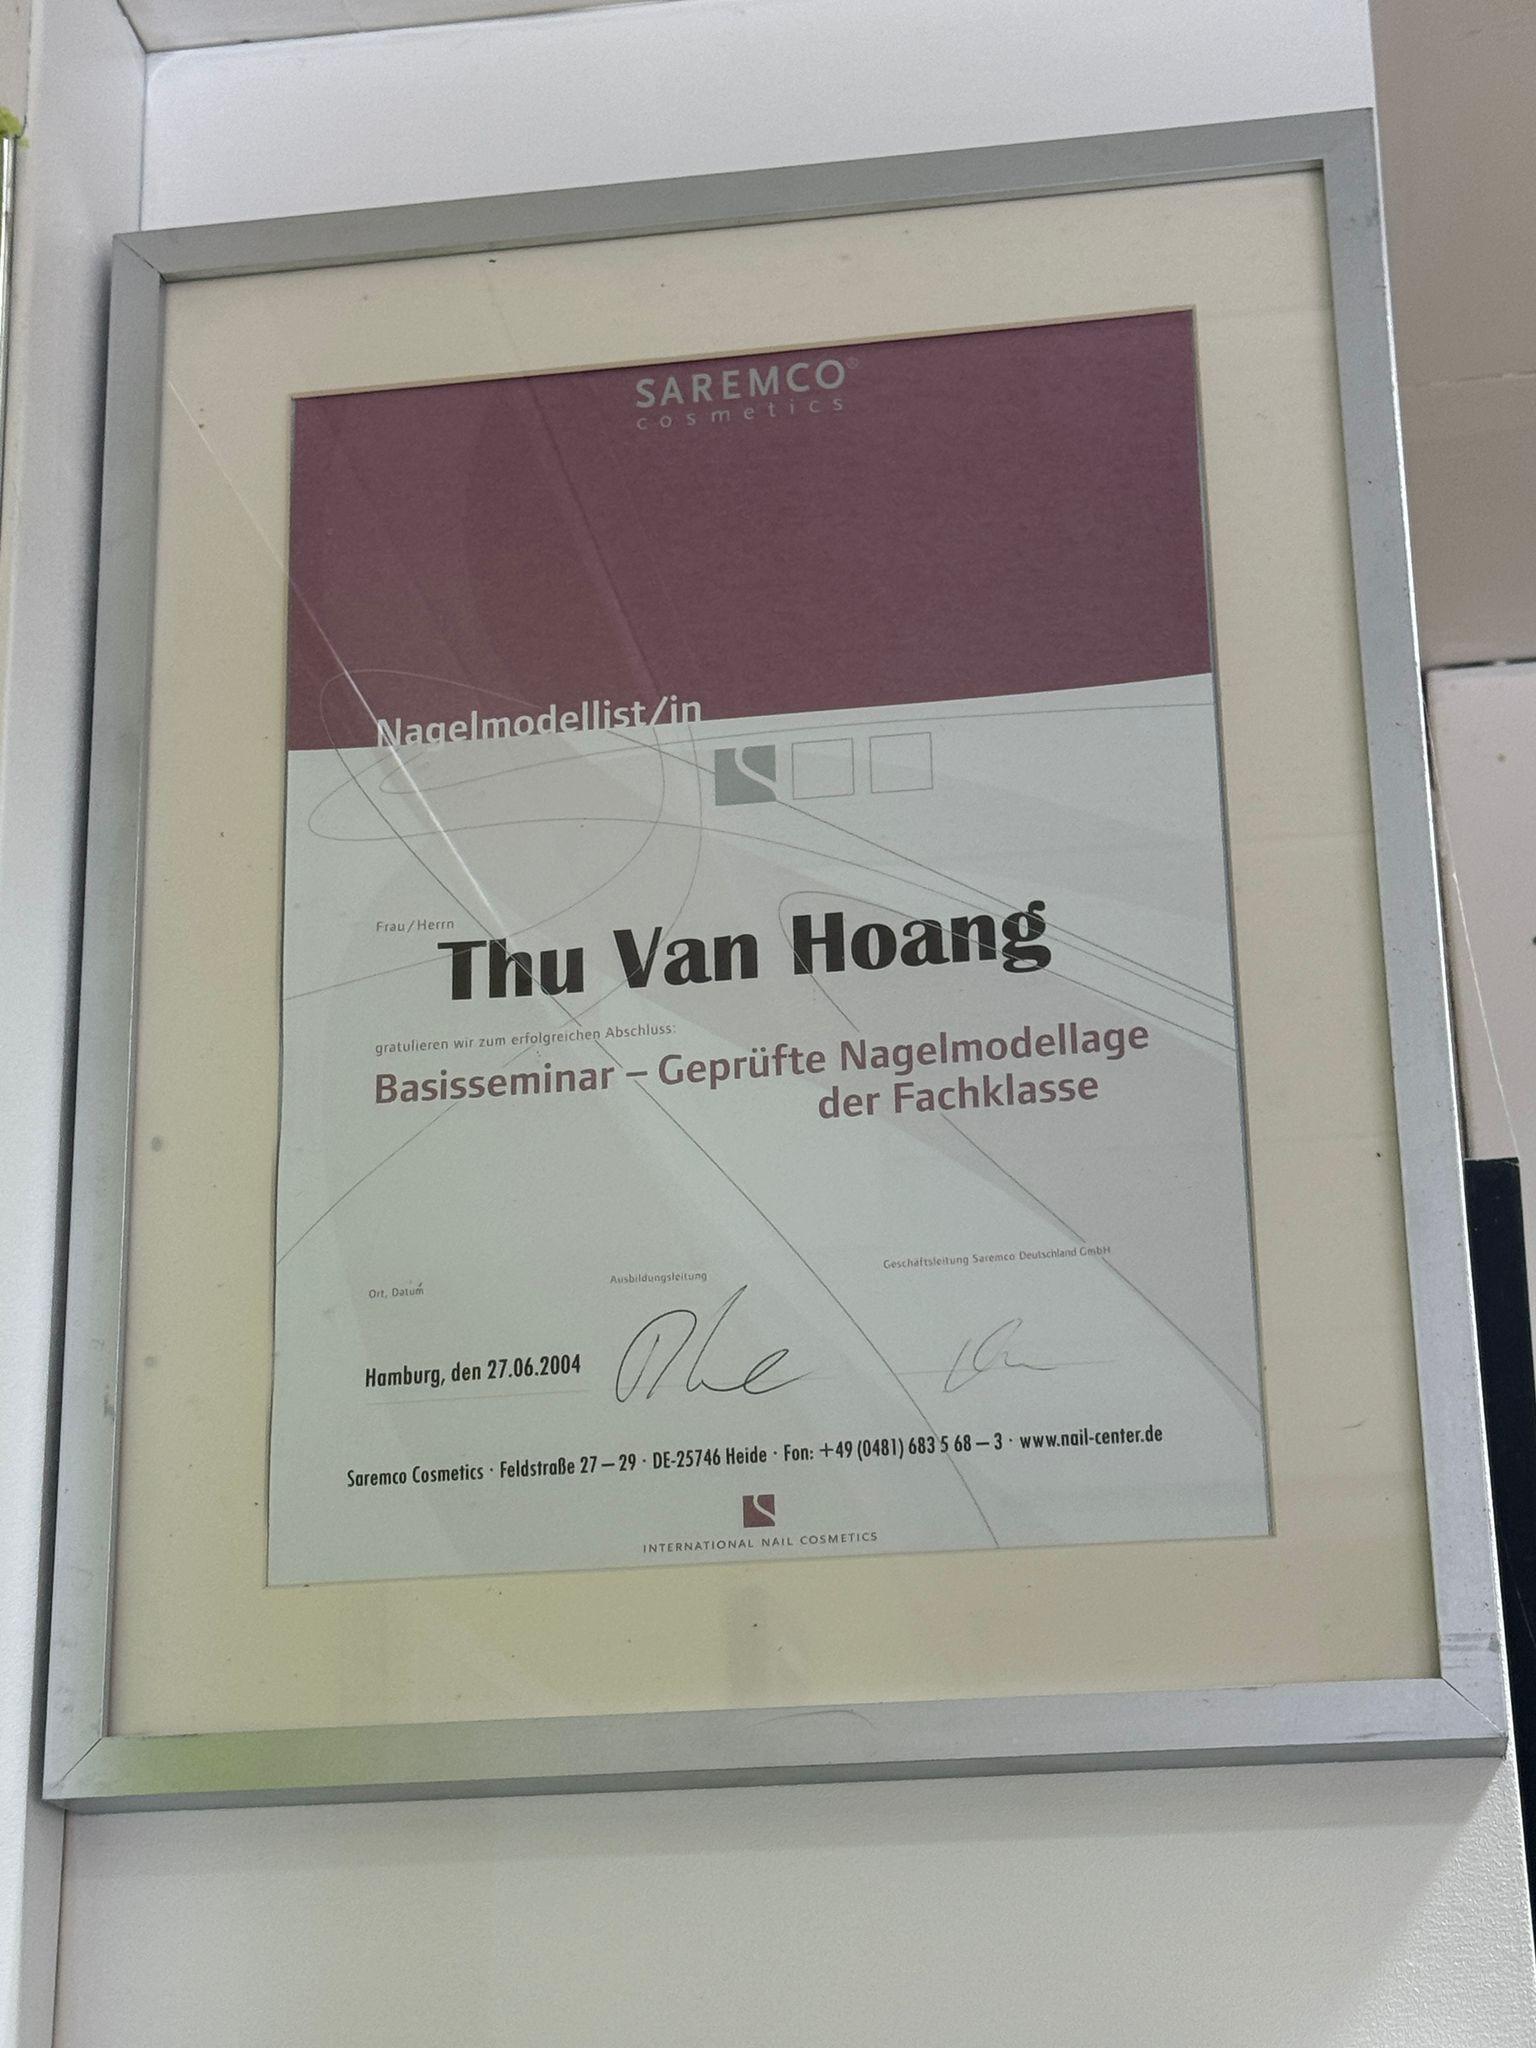 SAREMCO®
cosmetics
Nagelmodellist/in
Frau/Herrn
Thu Van Hoang
gratulieren wir zum erfolgreichen Abschluss:
Basisseminar – Geprüfte Nagelmodellage
der Fachklasse
Ort, Datum
Ausbildungsleitung
Geschäftsleitung Saremco Deutschland GmbH
Hamburg, den 27.06.2004
Saremco Cosmetics · Feldstraße 27 – 29 · DE-25746 Heide · Fon: +49 (0481) 683 5 68 – 3 · www.nail-center.de
INTERNATIONAL NAIL COSMETICS